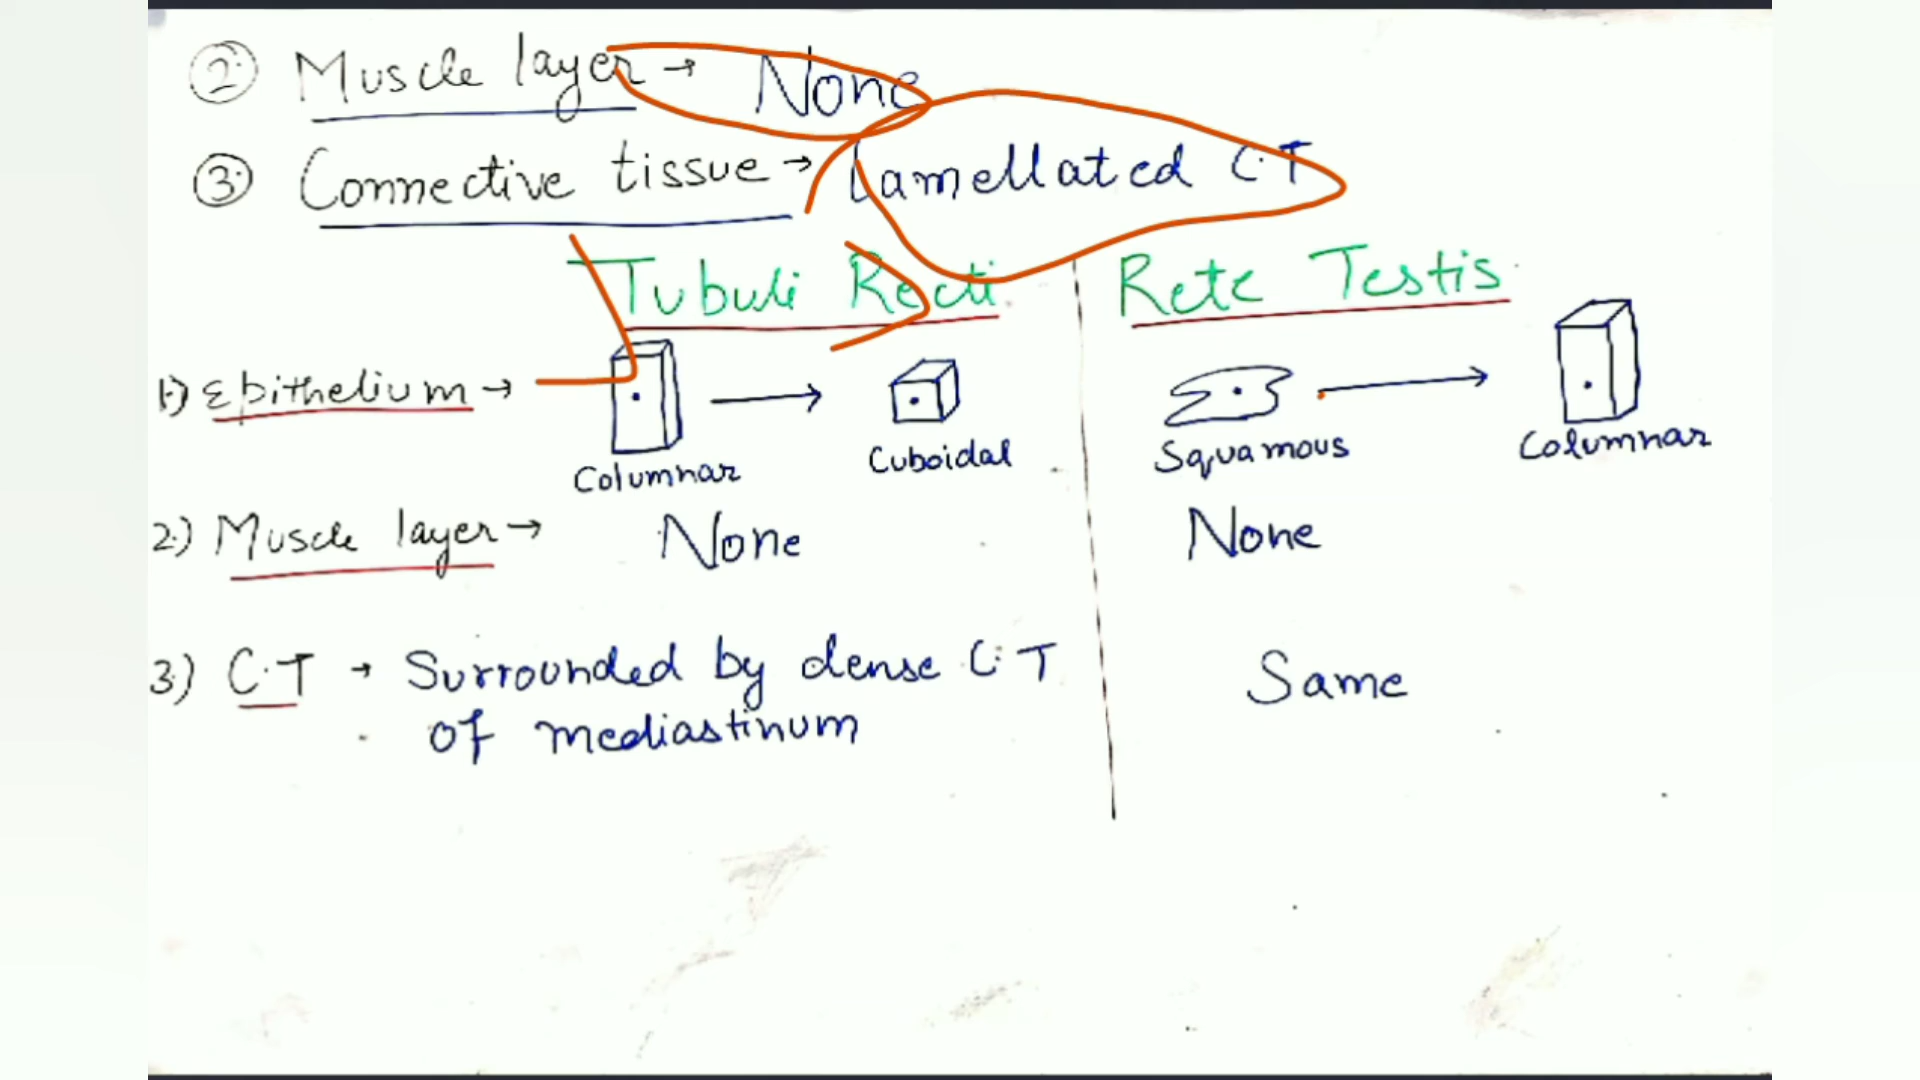 ② Muscle layer → None
③ Connective tissue → Lamellated C.T
Tubuli Recti Rete Testis
1.) Epithelium →
Columnar Cuboidal Squamous Columnar
2.) Muscle layer → None None
3.) C.T → Surrounded by dense C.T Same
of mediastinum